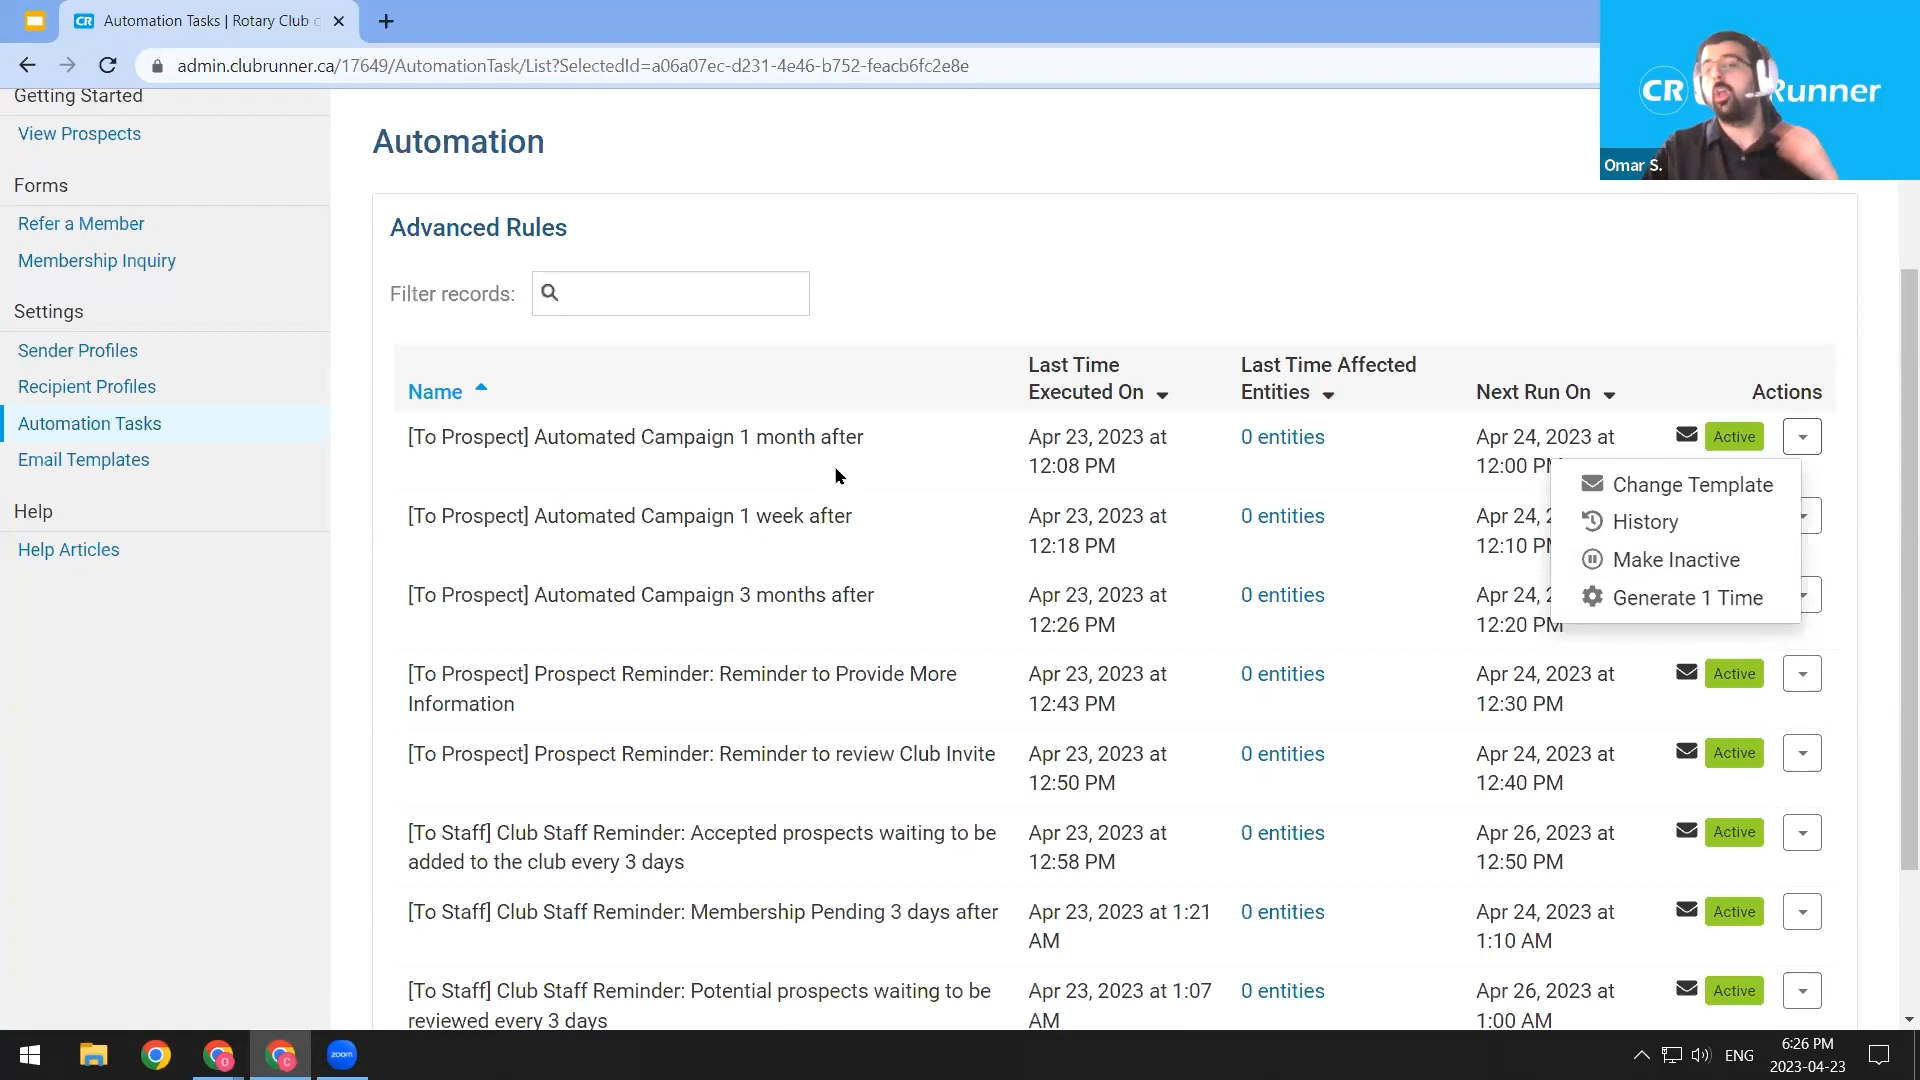 Automation Tasks | Rotary Club
admin.clubrunner.ca/17649/AutomationTask/List?SelectedId=a06a07ec-d231-4e46-b752-feacb6fc2e8e
CR Runner
Omar S.
Getting Started
View Prospects
Forms
Refer a Member
Membership Inquiry
Settings
Sender Profiles
Recipient Profiles
Automation Tasks
Email Templates
Help
Help Articles
Automation
Advanced Rules
Filter records:
Last Time Last Time Affected
Name Executed On Entities Next Run On Actions
[To Prospect] Automated Campaign 1 month after Apr 23, 2023 at 0 entities Apr 24, 2023 at Active
12:08 PM 12:00 PM
Change Template
[To Prospect] Automated Campaign 1 week after Apr 23, 2023 at 0 entities Apr 24, 2 History
12:18 PM 12:10 PM
Make Inactive
[To Prospect] Automated Campaign 3 months after Apr 23, 2023 at 0 entities Apr 24, 2 Generate 1 Time
12:26 PM 12:20 PM
[To Prospect] Prospect Reminder: Reminder to Provide More Apr 23, 2023 at 0 entities Apr 24, 2023 at Active
Information 12:43 PM 12:30 PM
[To Prospect] Prospect Reminder: Reminder to review Club Invite Apr 23, 2023 at 0 entities Apr 24, 2023 at Active
12:50 PM 12:40 PM
[To Staff] Club Staff Reminder: Accepted prospects waiting to be Apr 23, 2023 at 0 entities Apr 26, 2023 at Active
added to the club every 3 days 12:58 PM 12:50 PM
[To Staff] Club Staff Reminder: Membership Pending 3 days after Apr 23, 2023 at 1:21 0 entities Apr 24, 2023 at Active
AM 1:10 AM
[To Staff] Club Staff Reminder: Potential prospects waiting to be Apr 23, 2023 at 1:07 0 entities Apr 26, 2023 at Active
reviewed every 3 days AM 1:00 AM
zoom
ENG
6:26 PM
2023-04-23